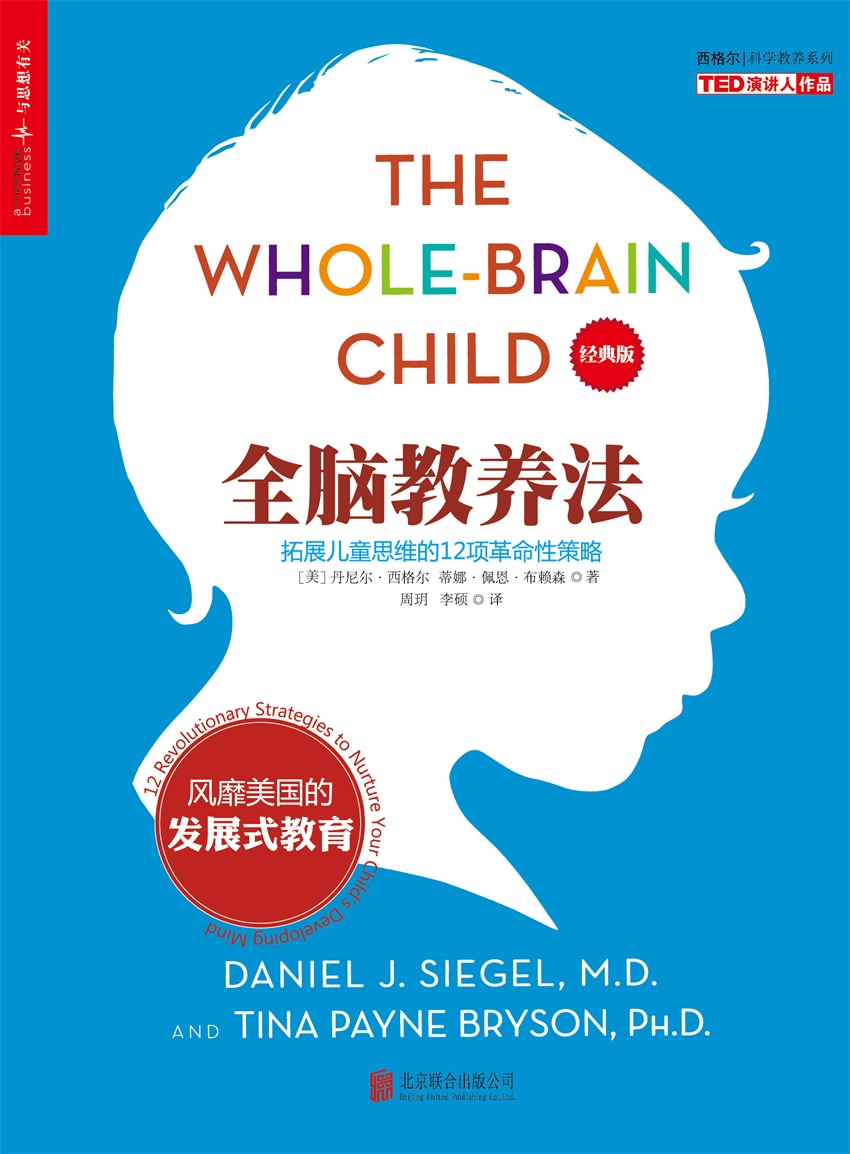 与思想有关
business
西格尔|科学教养系列
TED演讲人作品
THE
WHOLE-BRAIN
CHILD
经典版
全脑教养法
拓展儿童思维的12项革命性策略
[美]丹尼尔·西格尔 蒂娜·佩恩·布赖森◎著
周玥 李硕◎译
12 Revolutionary Strategies to Nurture Your Child's Developing Mind
风靡美国的
发展式教育
DANIEL J. SIEGEL, M.D.
AND TINA PAYNE BRYSON, PH.D.
北京联合出版公司
Beijing United Publishing Co.,Ltd.